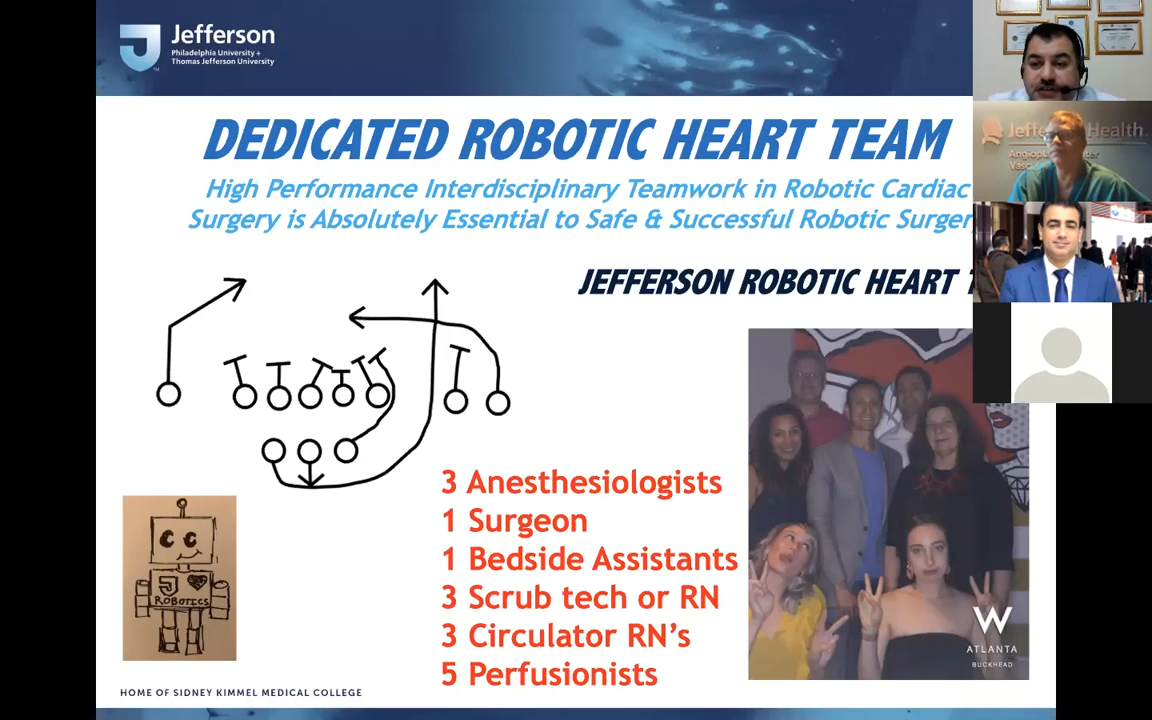 Jefferson
Philadelphia University +
Thomas Jefferson University
DEDICATED ROBOTIC HEART TEAM
High Performance Interdisciplinary Teamwork in Robotic Cardiac
Surgery is Absolutely Essential to Safe & Successful Robotic Surger
JEFFERSON ROBOTIC HEART
3 Anesthesiologists
1 Surgeon
1 Bedside Assistants
3 Scrub tech or RN
3 Circulator RN's
5 Perfusionists
J
ROBOTICS
W
ATLANTA
BUCKHEAD
HOME OF SIDNEY KIMMEL MEDICAL COLLEGE
Health